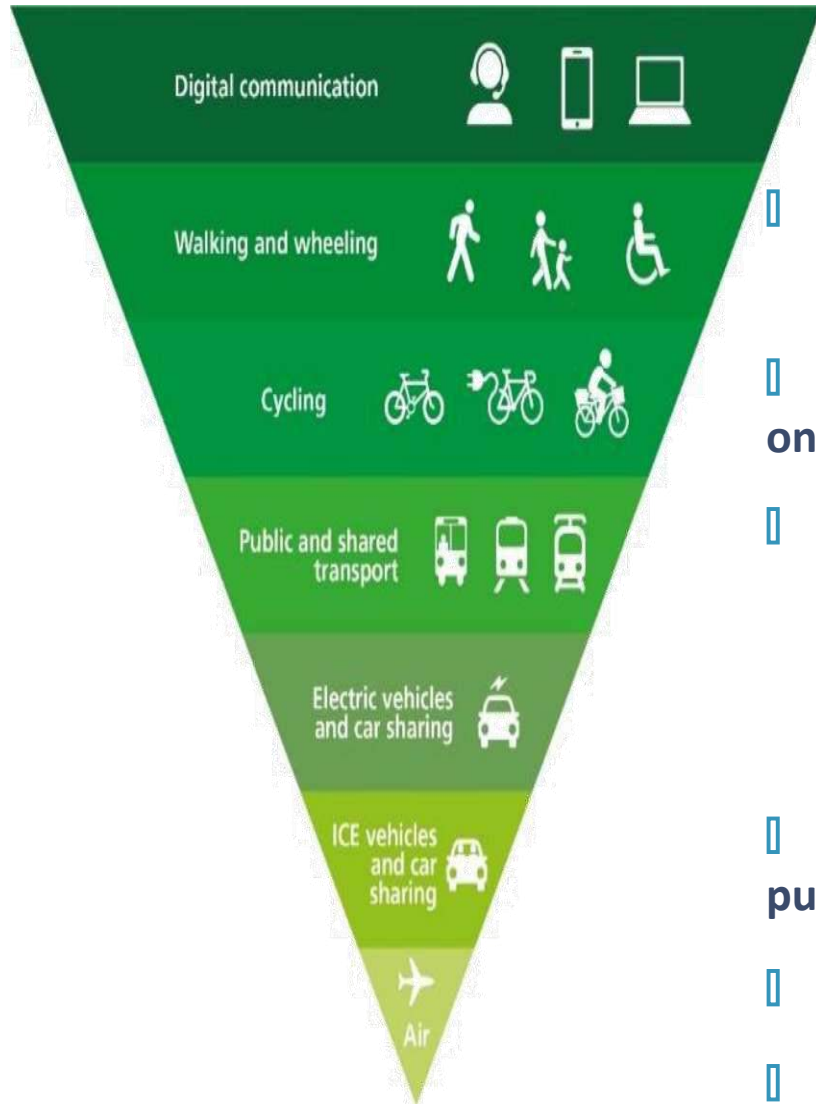 Digital communication
Walking and wheeling
Cycling
on
Public and shared
transport
Electric vehicles
and car sharing
ICE vehicles
and car
sharing
pu
Air